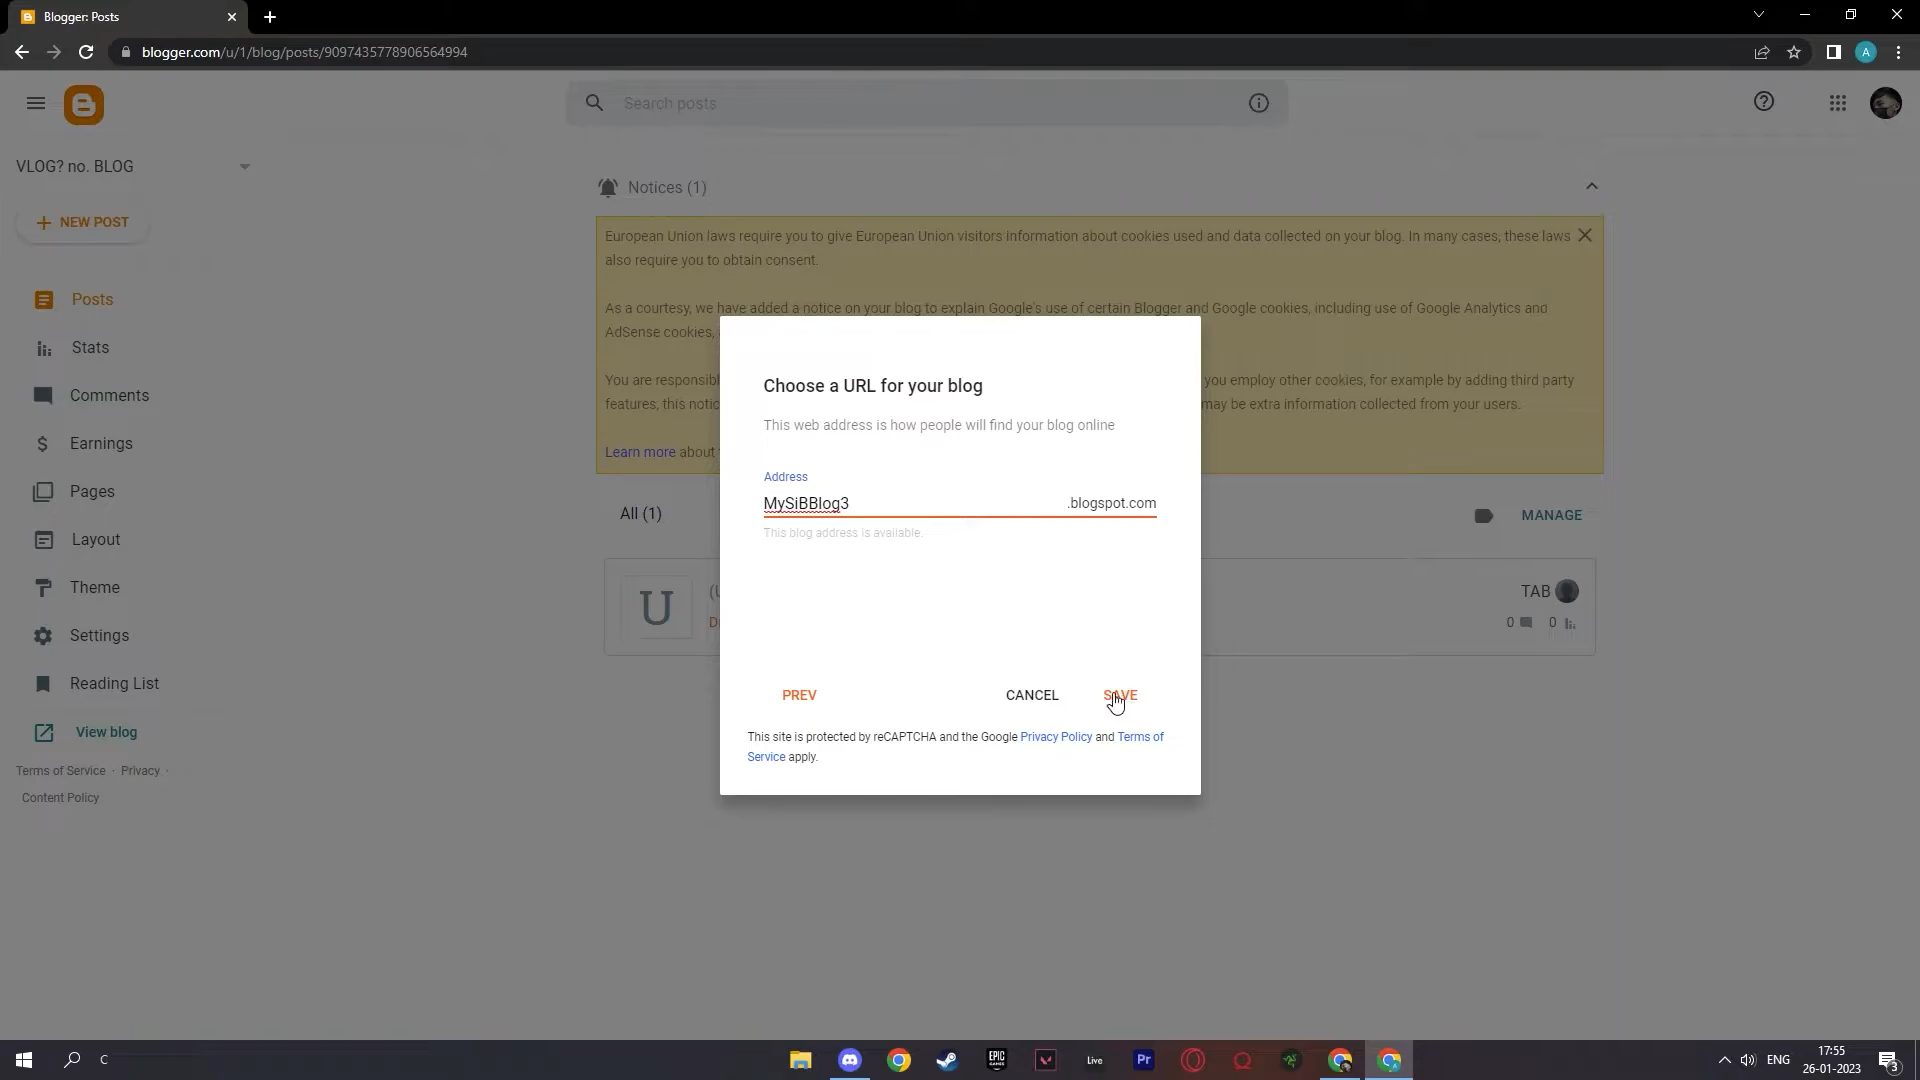 Blogger: Posts
blogger.com/u/1/blog/posts/9097435778906564994
A
Search posts
VLOG? no. BLOG
NEW POST
Posts
Stats
Comments
Earnings
Pages
Layout
Theme
Settings
Reading List
View blog
Terms of Service · Privacy ·
Content Policy
Notices (1)
European Union laws require you to give European Union visitors information about cookies used and data collected on your blog. In many cases, these laws
also require you to obtain consent.
As a courtesy, we have added a notice on your blog to explain Google's use of certain Blogger and Google cookies, including use of Google Analytics and
AdSense cookies,
You are responsibl you employ other cookies, for example by adding third party
features, this notic may be extra information collected from your users.
Learn more about
All (1)
MANAGE
U
(U
D
TAB
0 0
Choose a URL for your blog
This web address is how people will find your blog online
Address
MySiBBlog3 .blogspot.com
This blog address is available.
PREV CANCEL SAVE
This site is protected by reCAPTCHA and the Google Privacy Policy and Terms of
Service apply.
C
EPIC GAMES
Live
Pr
A
ENG
17:55
26-01-2023
3